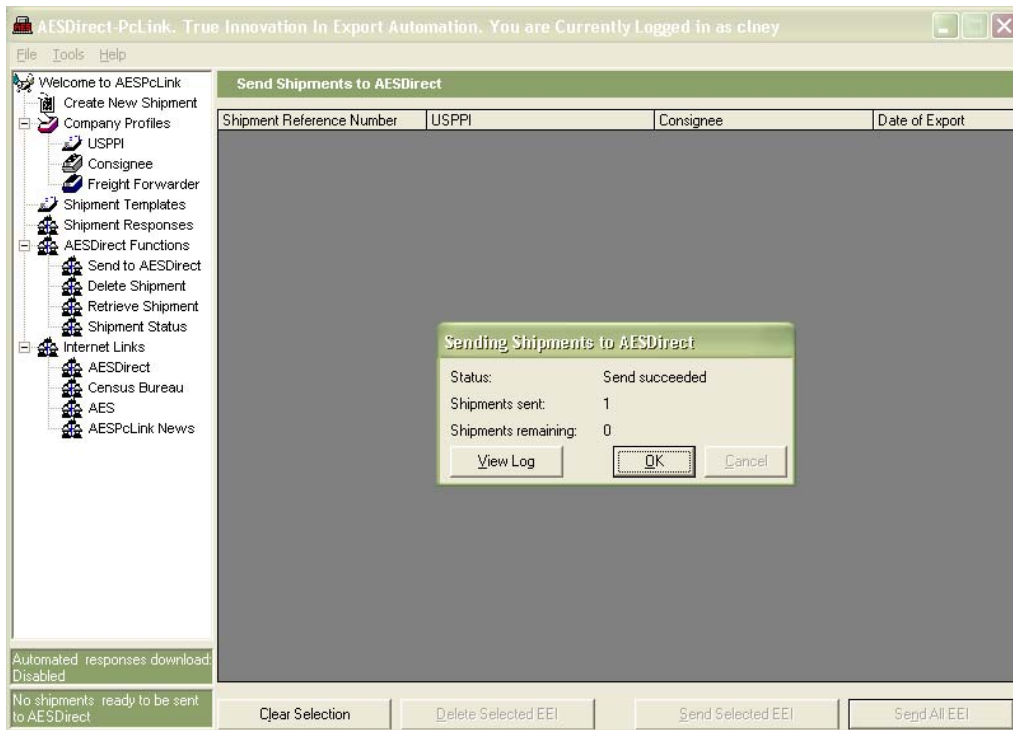 AESDirect-PcLink. True Innovation In Export Automation. You are Currently Logged in as clney
File Tools Help
Welcome to AESPcLink
Create New Shipment
Company Profiles
USPPI
Consignee
Freight Forwarder
Shipment Templates
Shipment Responses
AESDirect Functions
Send to AESDirect
Delete Shipment
Retrieve Shipment
Shipment Status
Internet Links
AESDirect
Census Bureau
AES
AESPcLink News
Automated responses download:
Disabled
No shipments ready to be sent
to AESDirect
Send Shipments to AESDirect
Shipment Reference Number USPPI Consignee Date of Export
Sending Shipments to AESDirect
Status: Send succeeded
Shipments sent: 1
Shipments remaining: 0
View Log OK Cancel
Clear Selection Delete Selected EEI Send Selected EEI Send All EEI